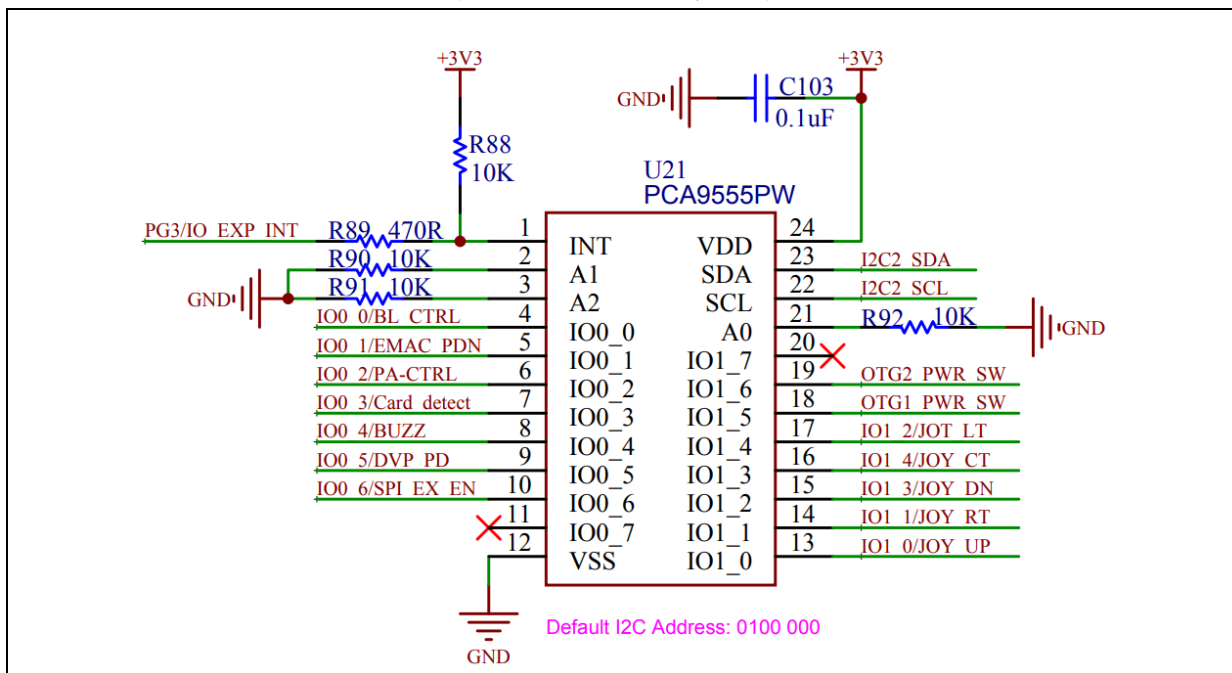 +3V3
+3V3
GND
C103
0.1uF
R88
10K
U21
PCA9555PW
PG3/IO_EXP_INT
R89 470R
1
INT
VDD
24
R90 10K
2
A1
SDA
23
I2C2_SDA
GND
R91 10K
3
A2
SCL
22
I2C2_SCL
IO0_0/BL_CTRL
4
IO0_0
A0
21
R92 10K
GND
IO0_1/EMAC_PDN
5
IO0_1
IO1_7
20
IO0_2/PA-CTRL
6
IO0_2
IO1_6
19
OTG2_PWR_SW
IO0_3/Card_detect
7
IO0_3
IO1_5
18
OTG1_PWR_SW
IO0_4/BUZZ
8
IO0_4
IO1_4
17
IO1_2/JOT_LT
IO0_5/DVP_PD
9
IO0_5
IO1_3
16
IO1_4/JOY_CT
IO0_6/SPI_EX_EN
10
IO0_6
IO1_2
15
IO1_3/JOY_DN
11
IO0_7
IO1_1
14
IO1_1/JOY_RT
12
VSS
IO1_0
13
IO1_0/JOY_UP
Default I2C Address: 0100 000
GND